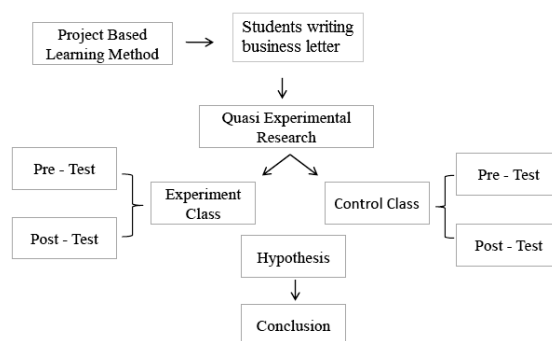 Project Based
Learning Method
Students writing
business letter
Quasi Experimental
Research
Pre - Test
Post - Test
Experiment
Class
Control Class
Pre - Test
Post - Test
Hypothesis
Conclusion